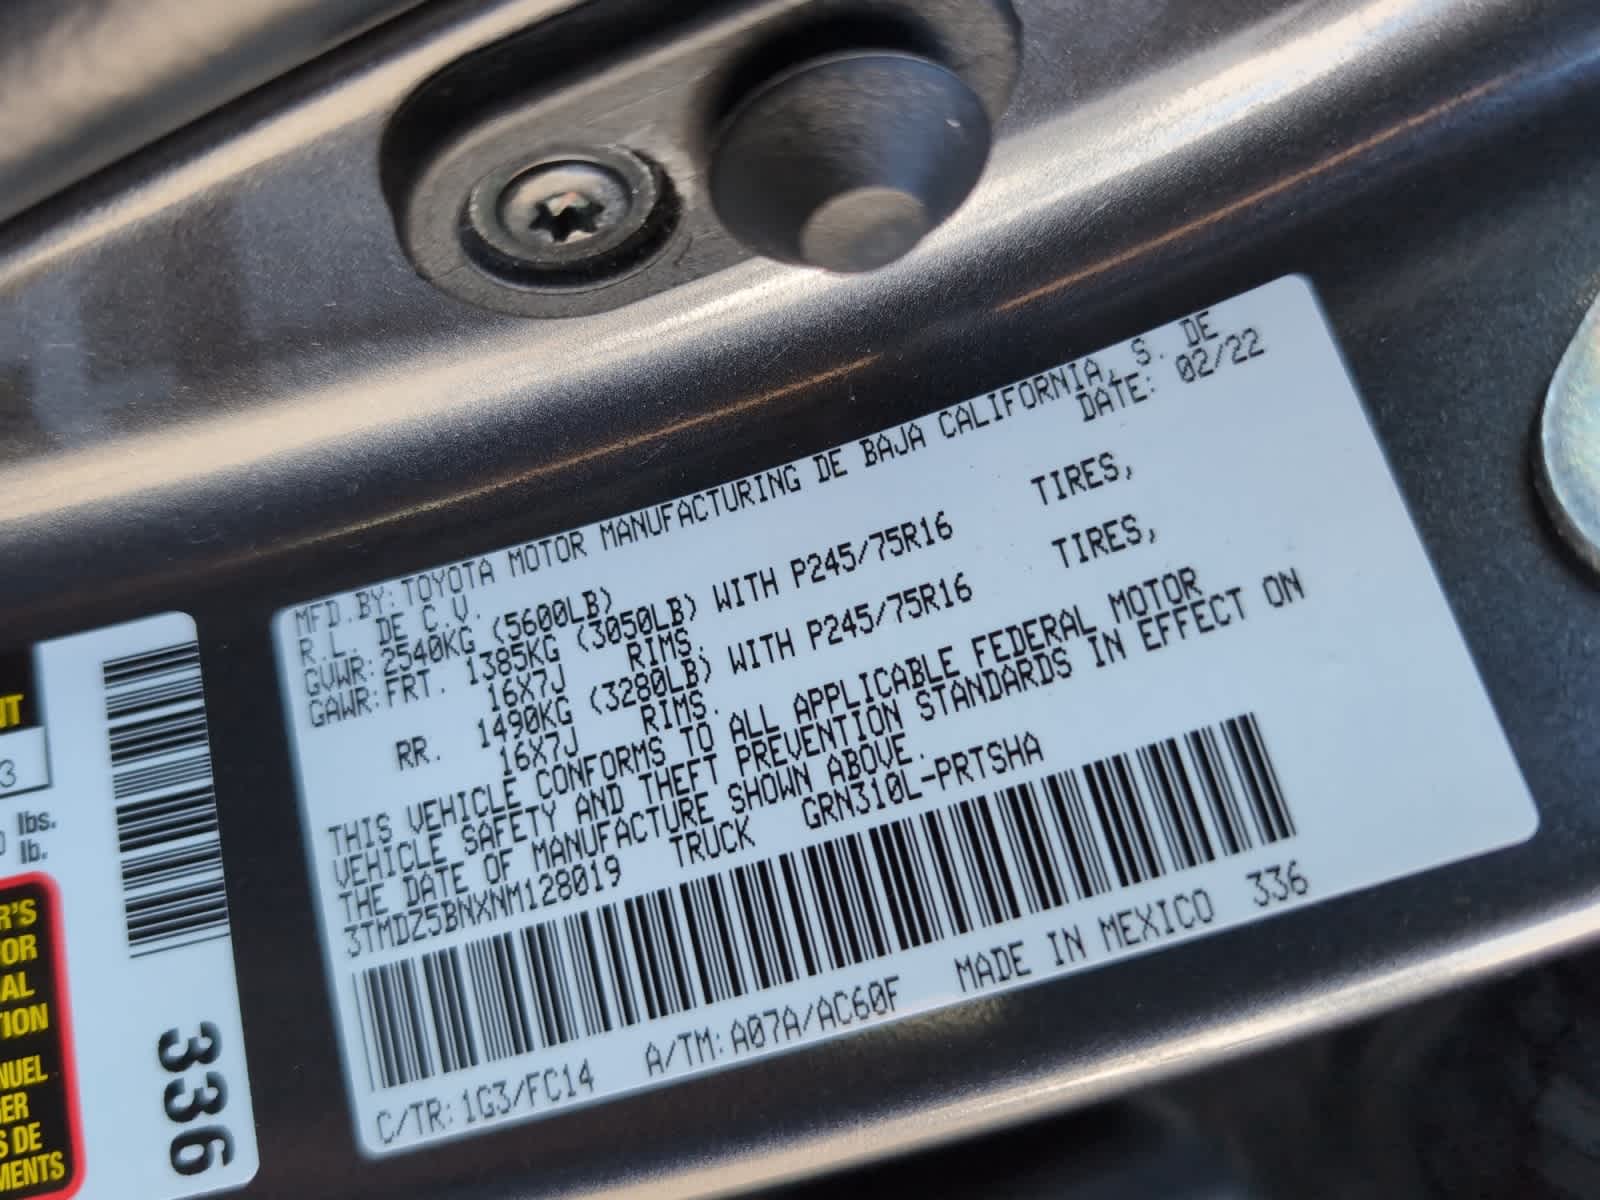 MFD.BY: TOYOTA MOTOR MANUFACTURING DE BAJA CALIFORNIA, S. DE
R.L. DE C.V. DATE: 02/22
GVWR: 2540KG (5600LB)
GAWR: FRT. 1385KG (3050LB) WITH P245/75R16 TIRES,
16X7J RIMS.
RR. 1490KG (3280LB) WITH P245/75R16 TIRES,
16X7J RIMS.
THIS VEHICLE CONFORMS TO ALL APPLICABLE FEDERAL MOTOR
VEHICLE SAFETY AND THEFT PREVENTION STANDARDS IN EFFECT ON
THE DATE OF MANUFACTURE SHOWN ABOVE.
3TMDZ5BNXNM128019 TRUCK GRN310L-PRTSHA
C/TR: 1G3/FC14 A/TM: A07A/AC60F MADE IN MEXICO 336
336
3
lbs.
lb.